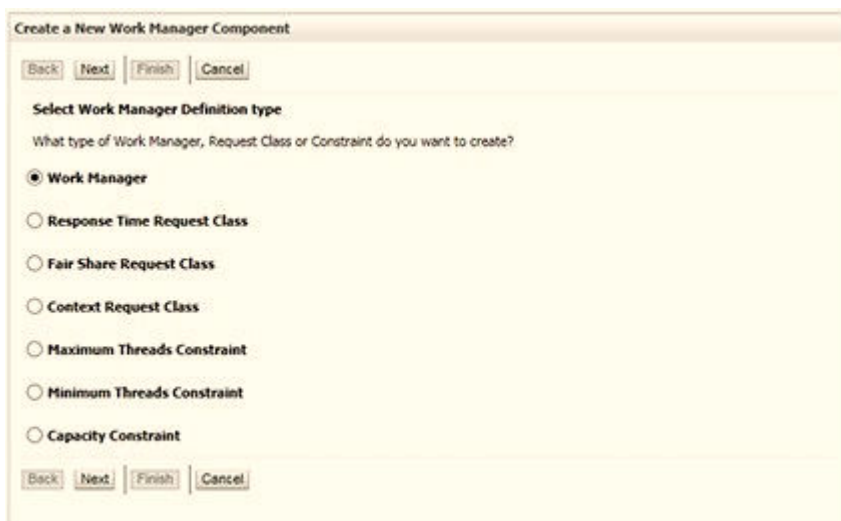 Create a New Work Manager Component
Back Next Finish Cancel
Select Work Manager Definition type
What type of Work Manager, Request Class or Constraint do you want to create?
Work Manager
Response Time Request Class
Fair Share Request Class
Context Request Class
Maximum Threads Constraint
Minimum Threads Constraint
Capacity Constraint
Back Next Finish Cancel